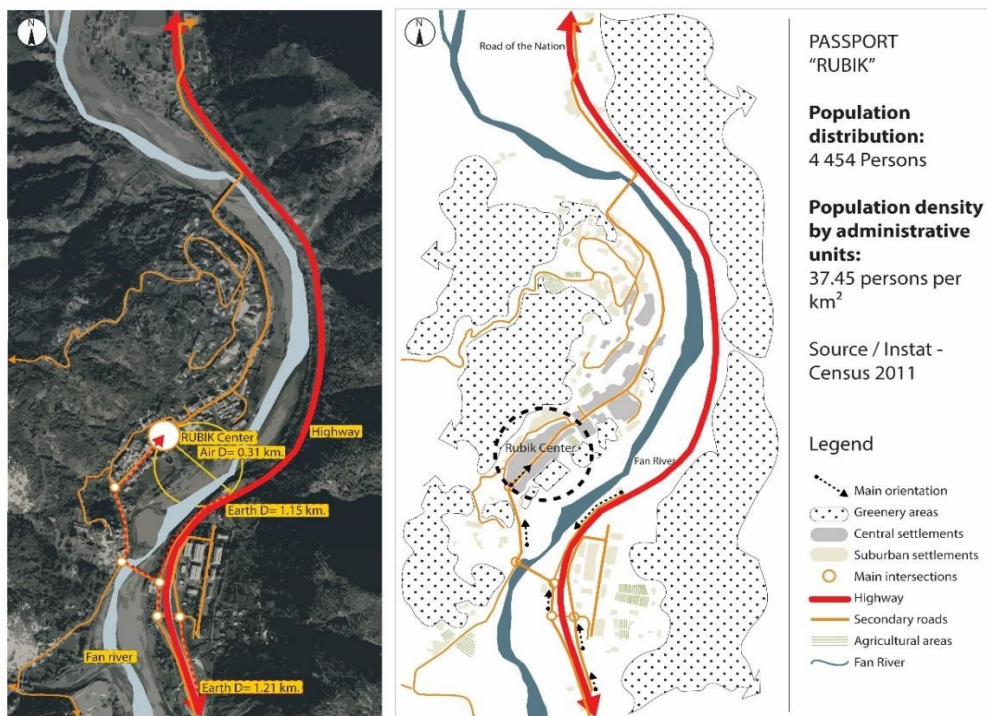 N
RUBIK Center
Air D= 0.31 km.
Highway
Earth D= 1.15 km.
Fan river
Earth D= 1.21 km.
N
Road of the Nation
Rubik Center
Fan River
PASSPORT
“RUBIK”
Population
distribution:
4 454 Persons
Population density
by administrative
units:
37.45 persons per
km²
Source / Instat -
Census 2011
Legend
Main orientation
Greenery areas
Central settlements
Suburban settlements
Main intersections
Highway
Secondary roads
Agricultural areas
Fan River